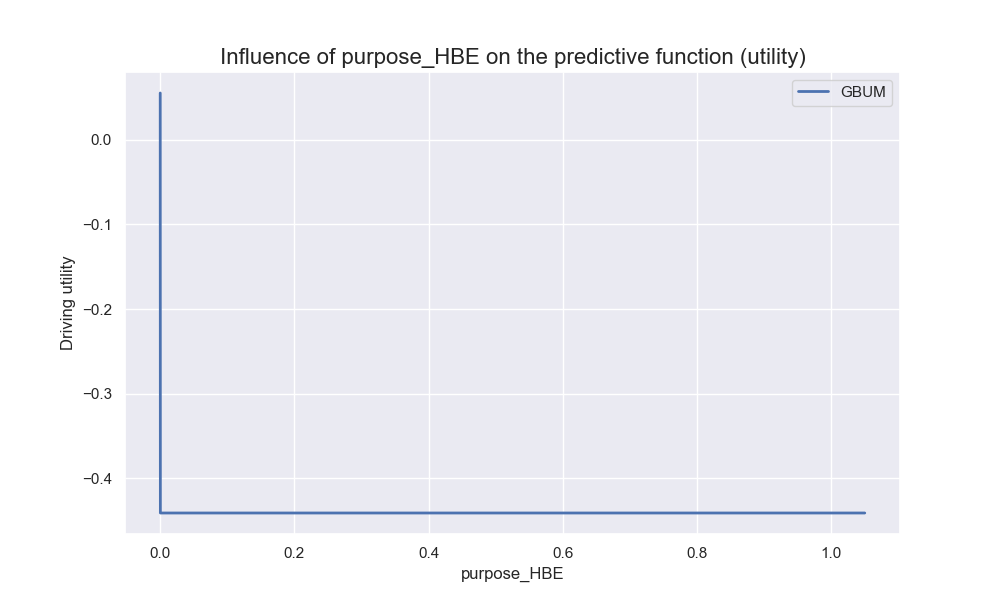 Influence of purpose_HBE on the predictive function (utility)
GBUM
0.0
−0.1
−0.2
−0.3
−0.4
Driving utility
0.0 0.2 0.4 0.6 0.8 1.0
purpose_HBE